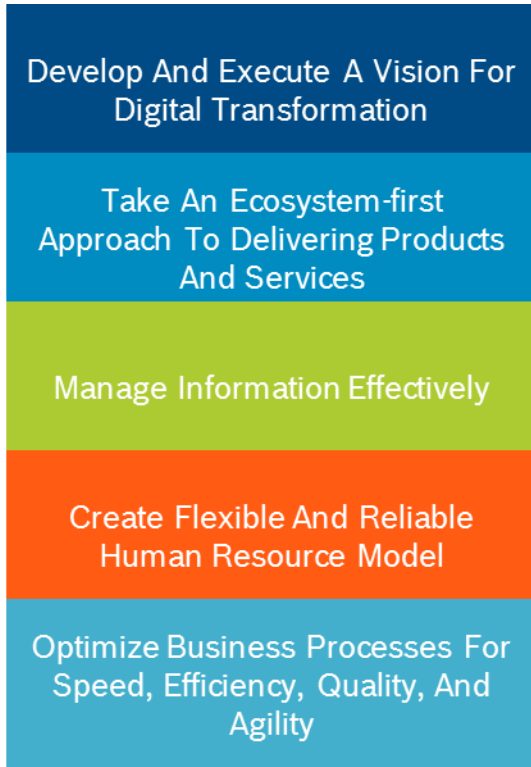 Develop And Execute A Vision For
Digital Transformation
Take An Ecosystem-first
Approach To Delivering Products
And Services
Manage Information Effectively
Create Flexible And Reliable
Human Resource Model
Optimize Business Processes For
Speed, Efficiency, Quality, And
Agility